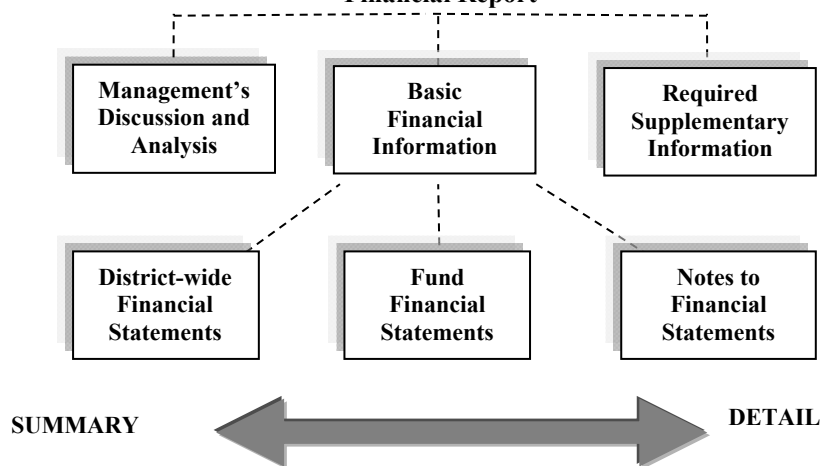 Financial Report
Management’s
Discussion and
Analysis
Basic
Financial
Information
Required
Supplementary
Information
District-wide
Financial
Statements
Fund
Financial
Statements
Notes to
Financial
Statements
SUMMARY
DETAIL